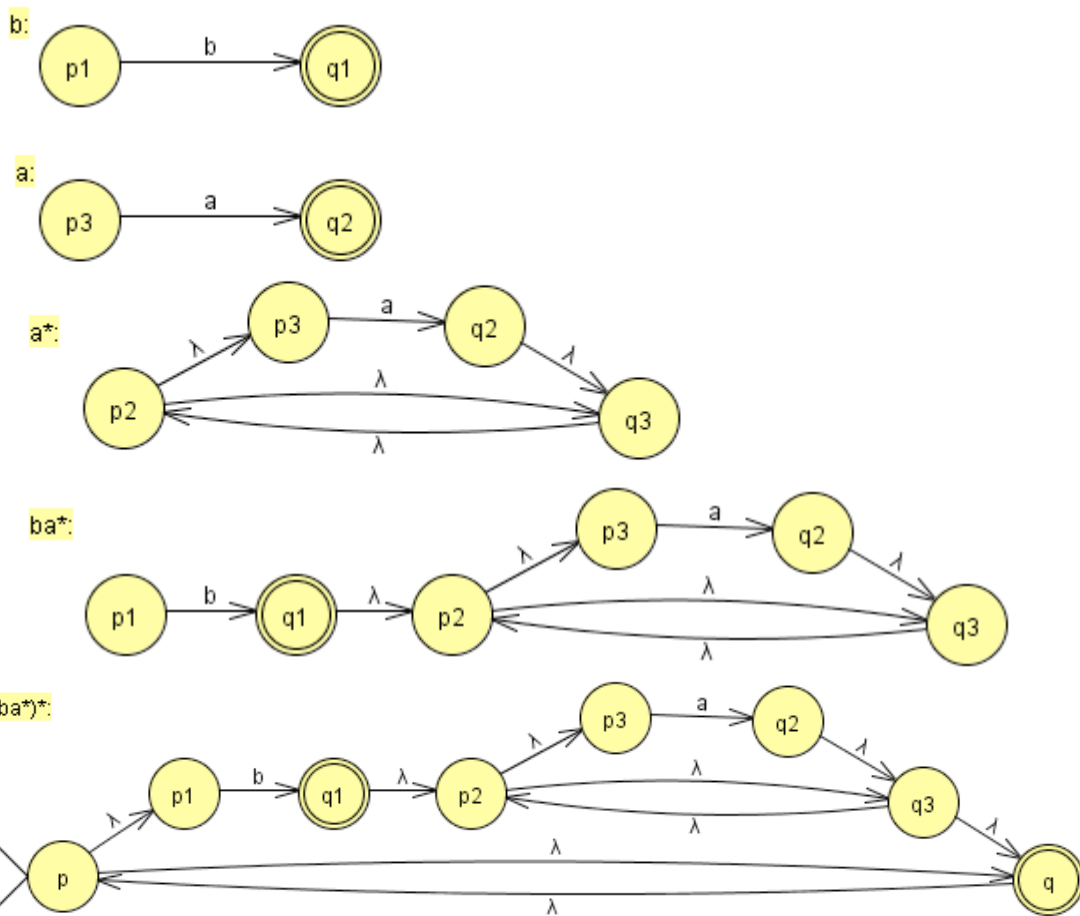 b:
p1 b q1
a:
p3 a q2
a*:
p3 a q2
λ λ
p2 λ q3
λ
ba*:
p3 a q2
λ λ
p1 b q1 λ p2 λ q3
λ
ba*)*:
p3 a q2
λ λ
p1 b q1 λ p2 λ q3
λ
λ λ
p λ q
λ